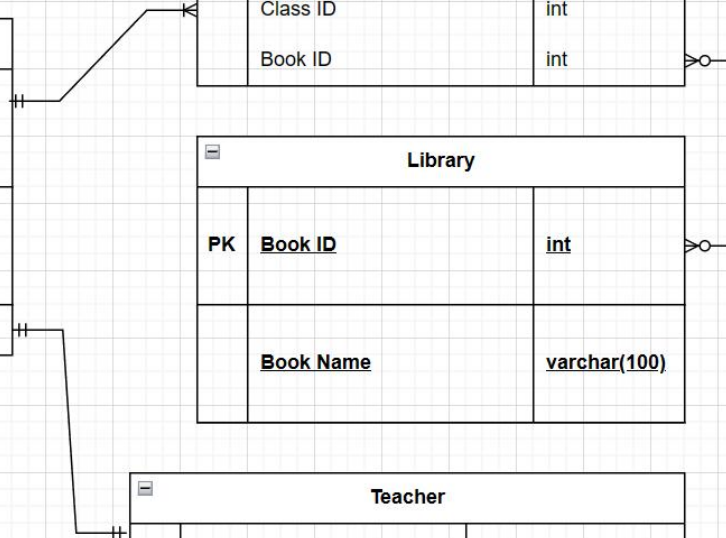 Class ID int
Book ID int
Library
PK Book ID int
Book Name varchar(100)
Teacher